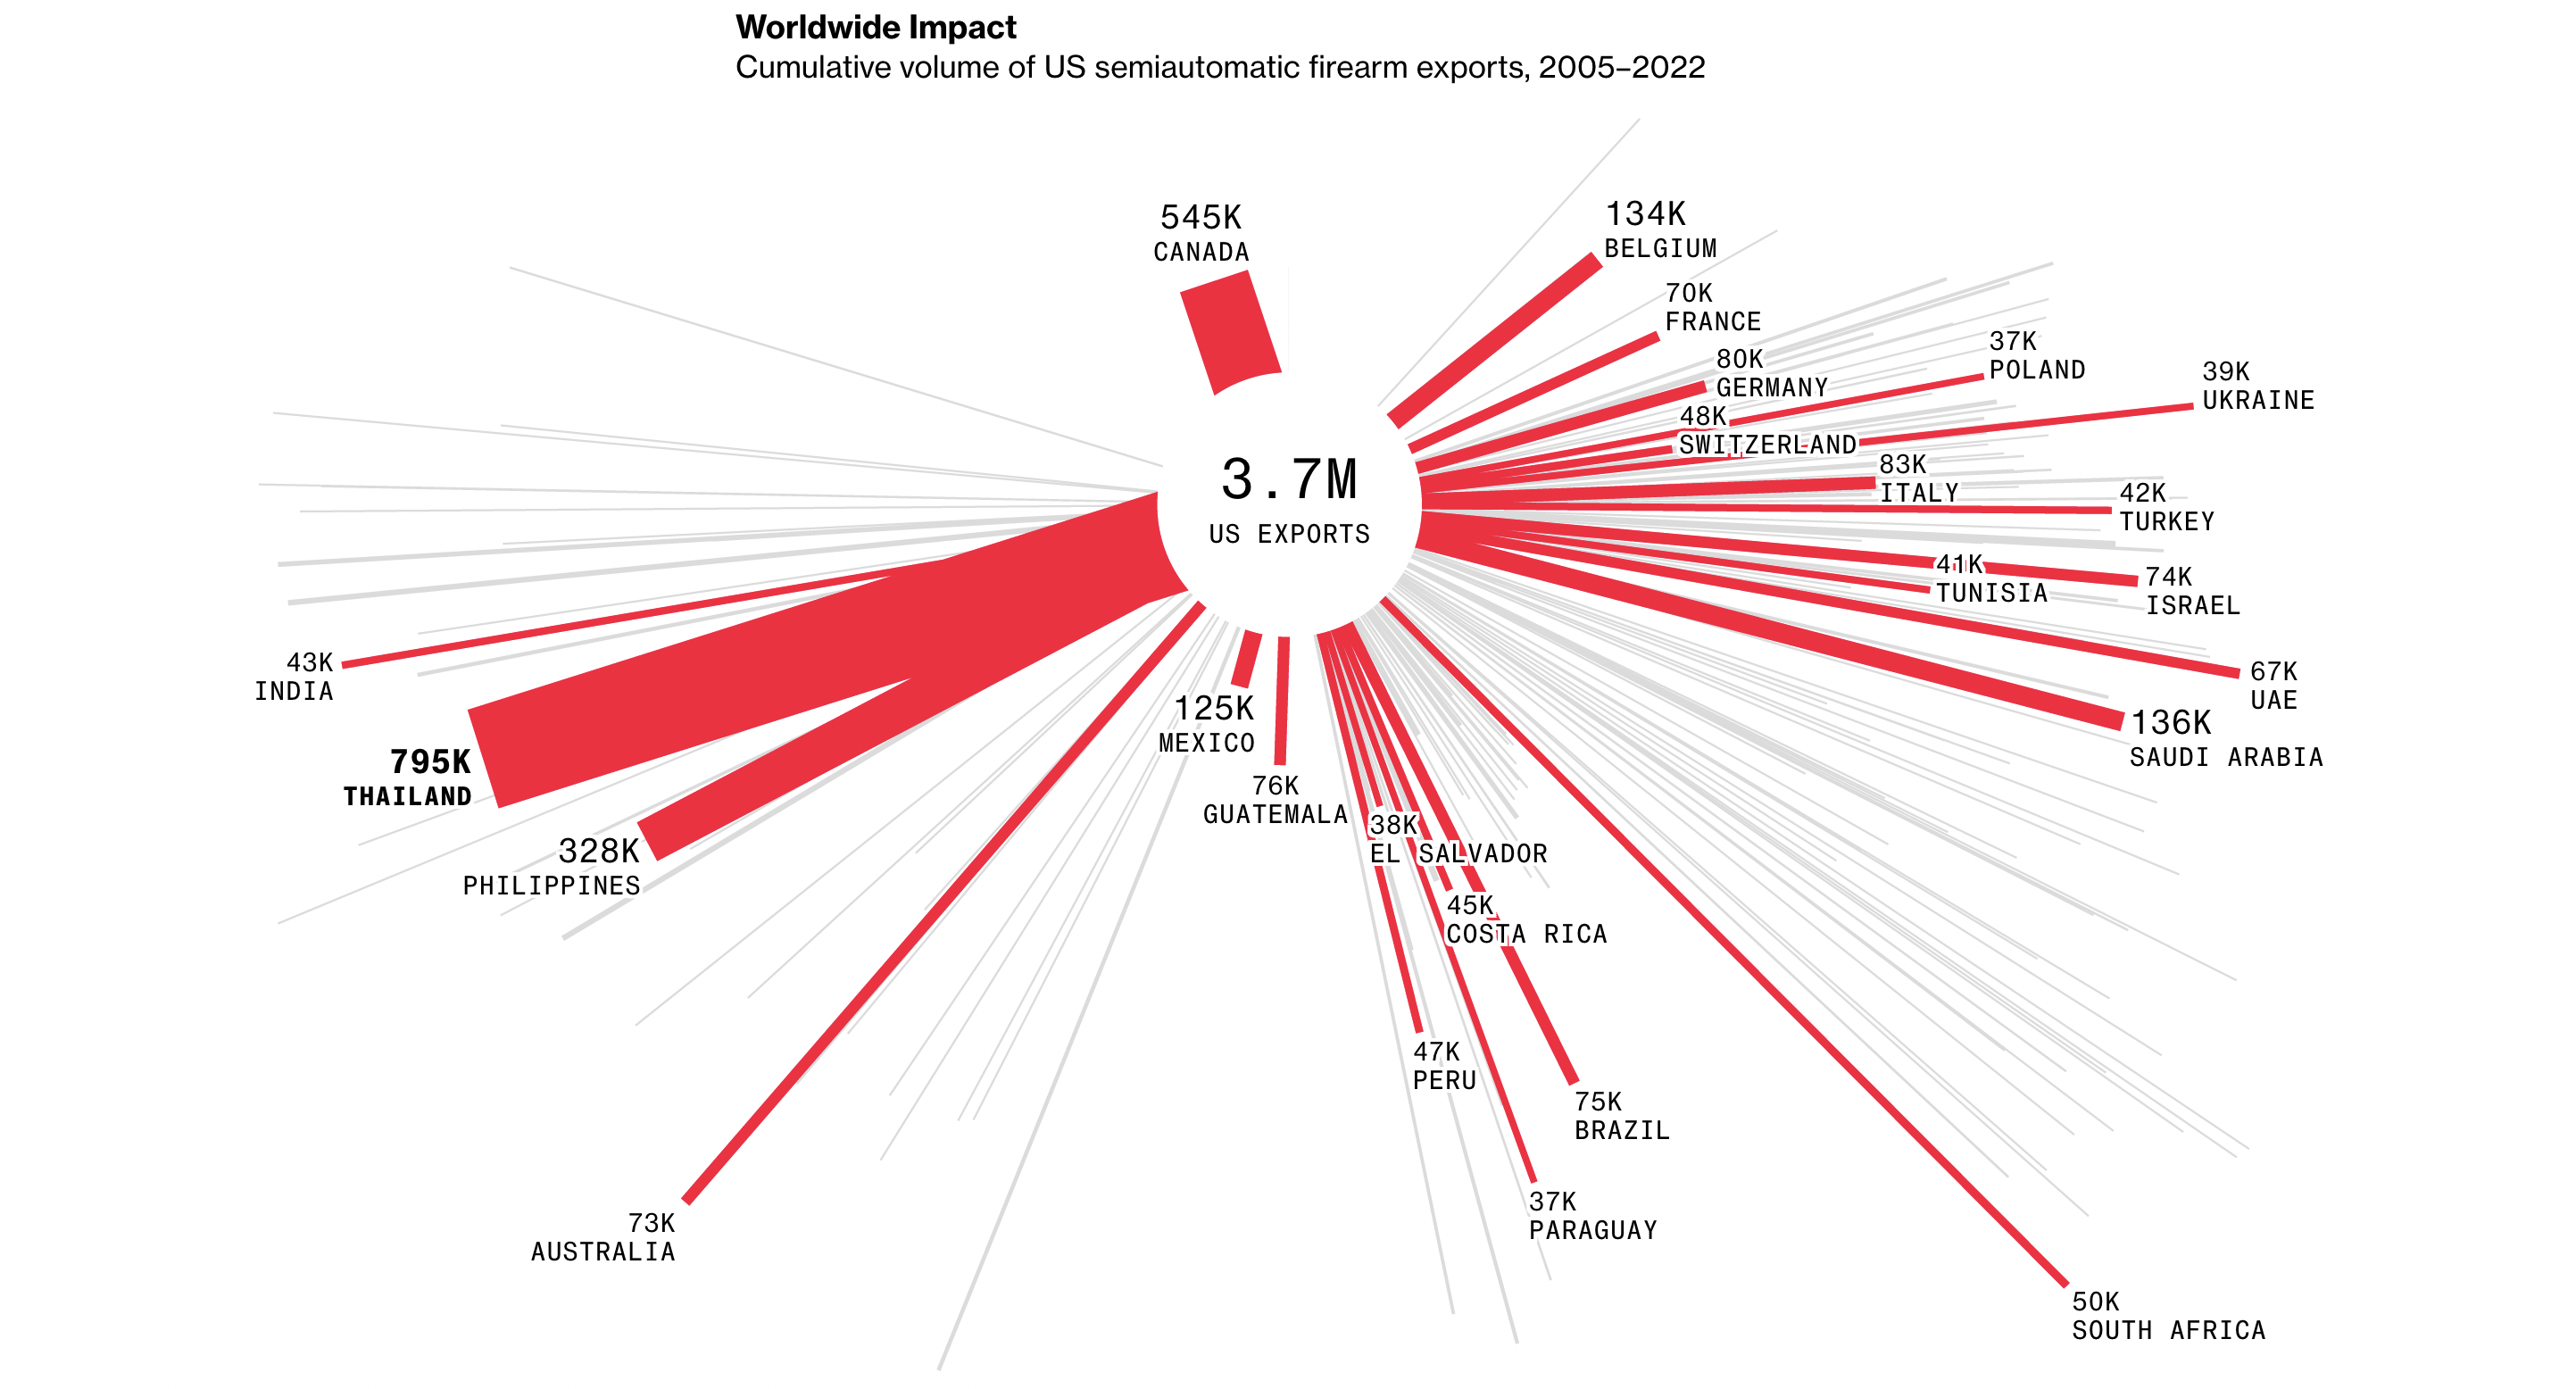 Worldwide Impact
Cumulative volume of US semiautomatic firearm exports, 2005–2022
545K
CANADA
134K
BELGIUM
70K
FRANCE
80K
GERMANY
37K
POLAND
39K
UKRAINE
48K
SWITZERLAND
83K
ITALY
42K
TURKEY
3.7M
US EXPORTS
41K
TUNISIA
74K
ISRAEL
67K
UAE
136K
SAUDI ARABIA
43K
INDIA
795K
THAILAND
328K
PHILIPPINES
125K
MEXICO
76K
GUATEMALA
38K
EL SALVADOR
45K
COSTA RICA
47K
PERU
75K
BRAZIL
37K
PARAGUAY
73K
AUSTRALIA
50K
SOUTH AFRICA